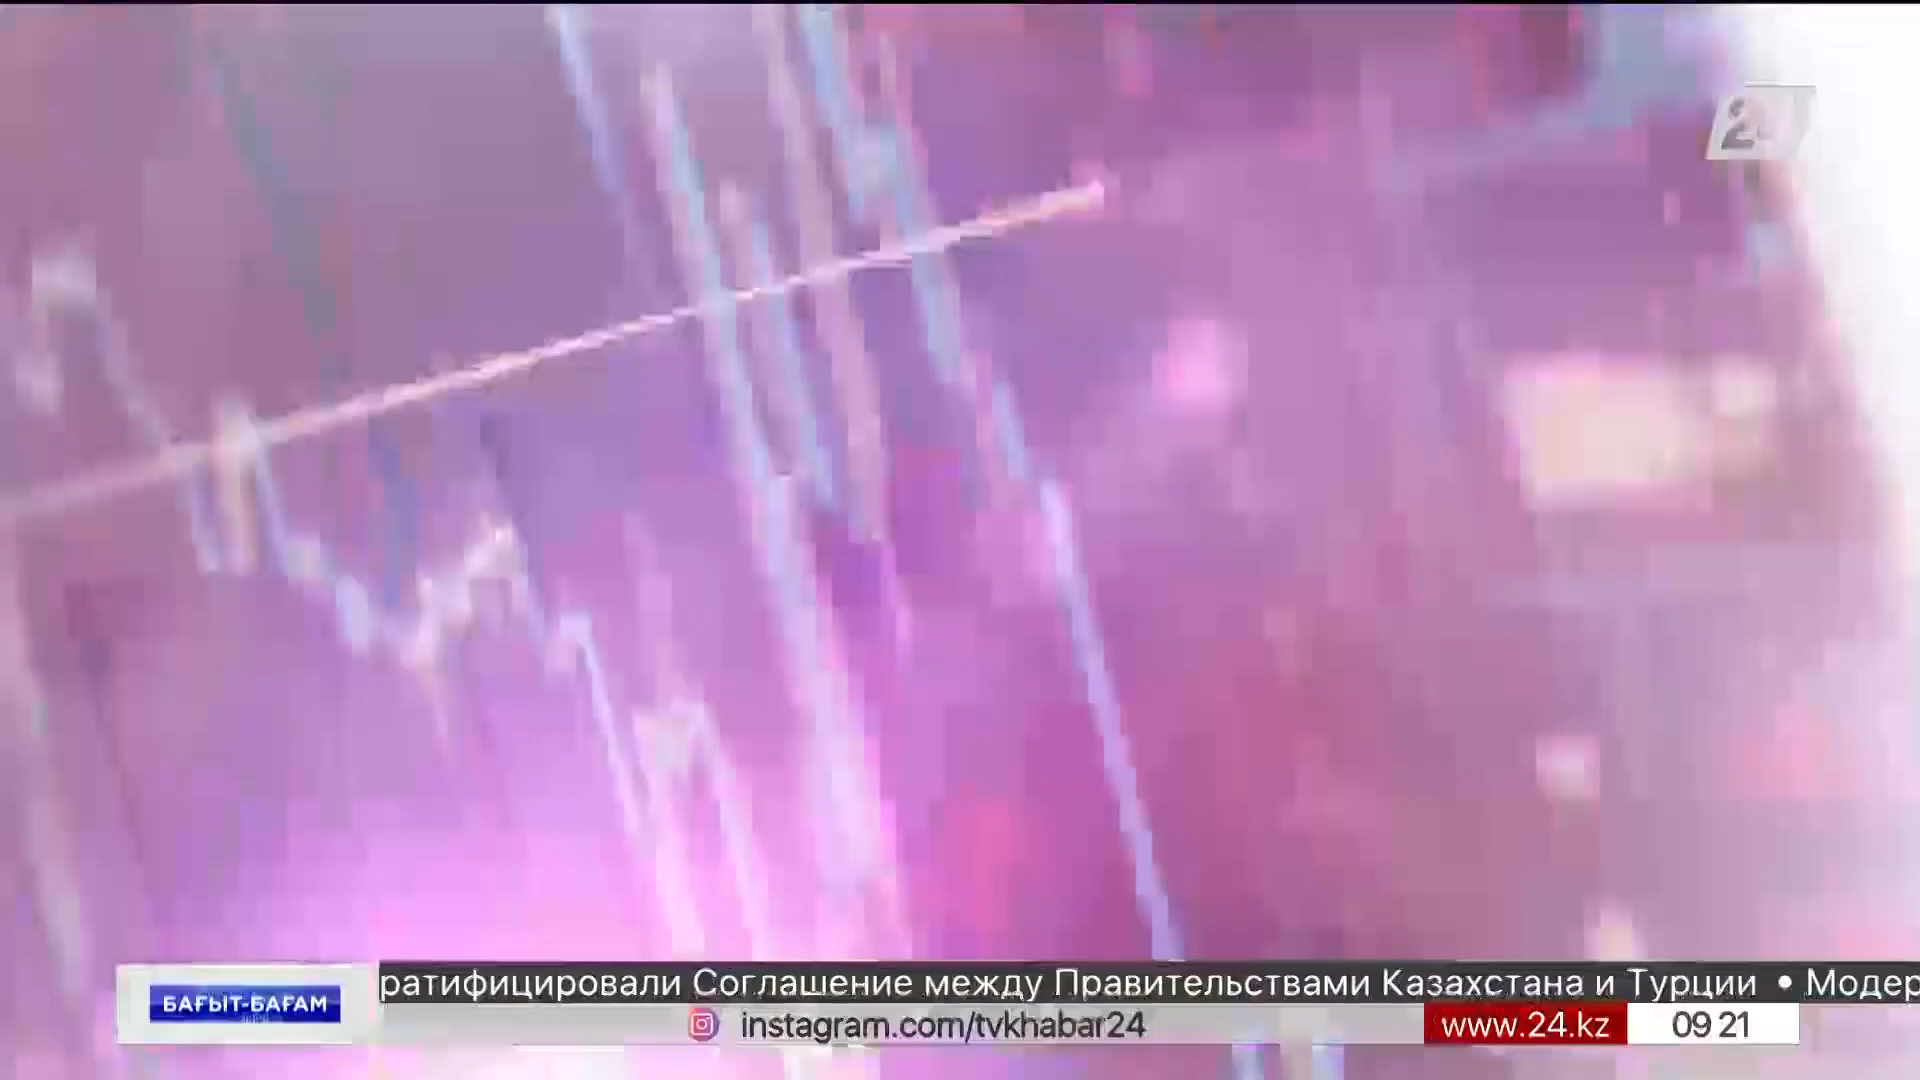 24
ратифицировали Соглашение между Правительствами Казахстана и Турции • Модер
БАҒЫТ-БАҒАМ
instagram.com/tvkhabar24
www.24.kz
09 21